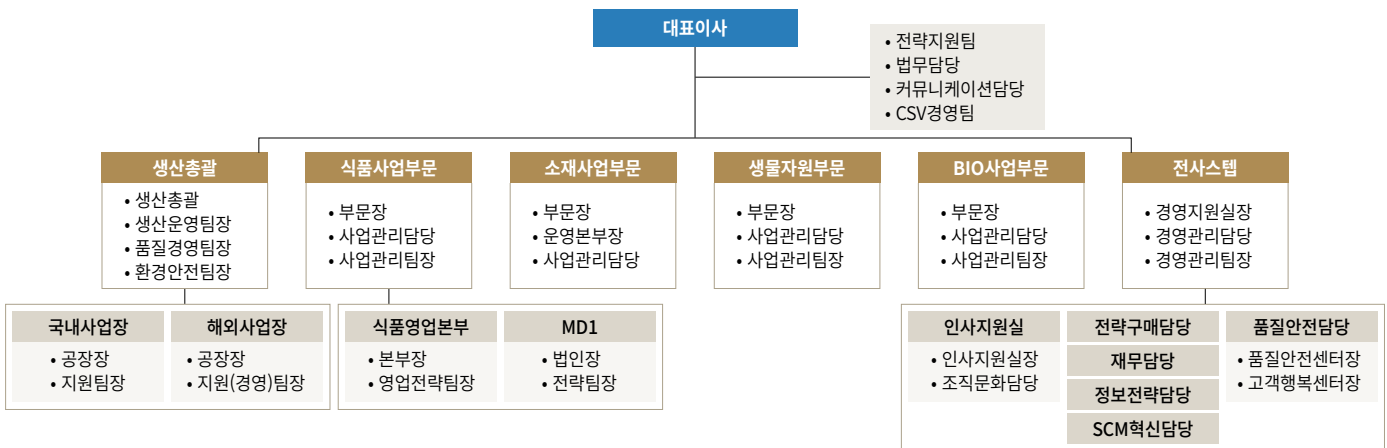 대표이사
• 전략지원팀
• 법무담당
• 커뮤니케이션담당
• CSV경영팀
생산총괄
• 생산총괄
• 생산운영팀장
• 품질경영팀장
• 환경안전팀장
식품사업부문
• 부문장
• 사업관리담당
• 사업관리팀장
소재사업부문
• 부문장
• 운영본부장
• 사업관리담당
생물자원부문
• 부문장
• 사업관리담당
• 사업관리팀장
BIO사업부문
• 부문장
• 사업관리담당
• 사업관리팀장
전사스텝
• 경영지원실장
• 경영관리담당
• 경영관리팀장
국내사업장
• 공장장
• 지원팀장
해외사업장
• 공장장
• 지원(경영)팀장
식품영업본부
• 본부장
• 영업전략팀장
MD1
• 법인장
• 전략팀장
인사지원실
• 인사지원실장
• 조직문화담당
전략구매담당
재무담당
정보전략담당
SCM혁신담당
품질안전담당
• 품질안전센터장
• 고객행복센터장